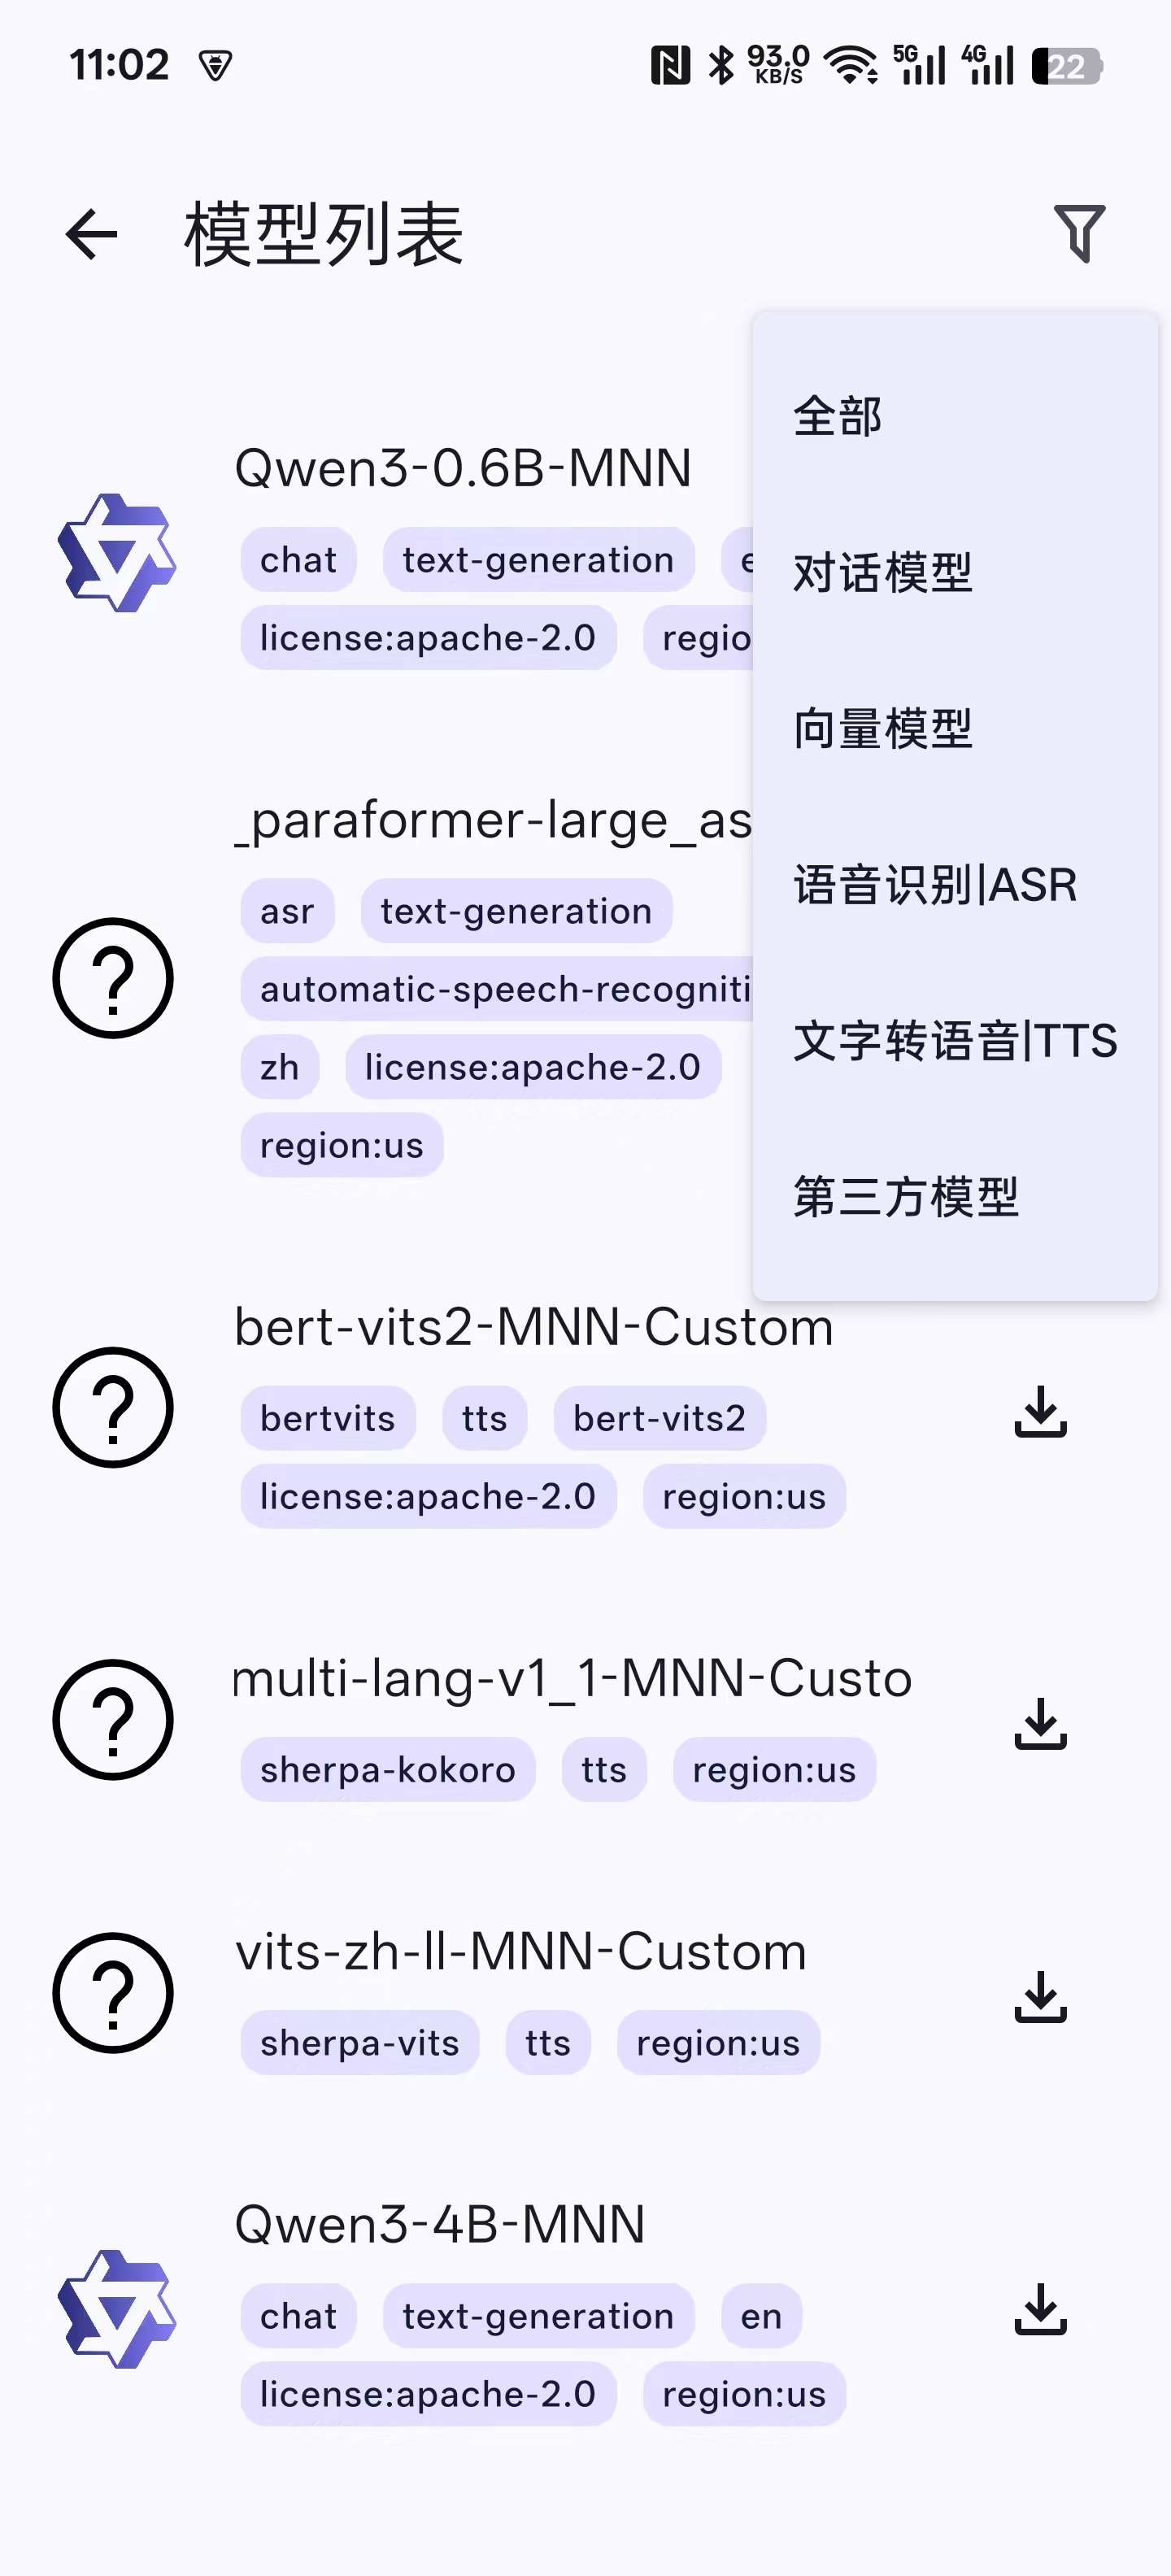 11:02
93.0
KB/S
5G
4G
22
模型列表
全部
对话模型
向量模型
语音识别|ASR
文字转语音|TTS
第三方模型
Qwen3-0.6B-MNN
chat text-generation
license:apache-2.0
_paraformer-large_as
asr text-generation
automatic-speech-recogniti
zh license:apache-2.0
region:us
bert-vits2-MNN-Custom
bertvits tts bert-vits2
license:apache-2.0 region:us
multi-lang-v1_1-MNN-Custo
sherpa-kokoro tts region:us
vits-zh-ll-MNN-Custom
sherpa-vits tts region:us
Qwen3-4B-MNN
chat text-generation en
license:apache-2.0 region:us